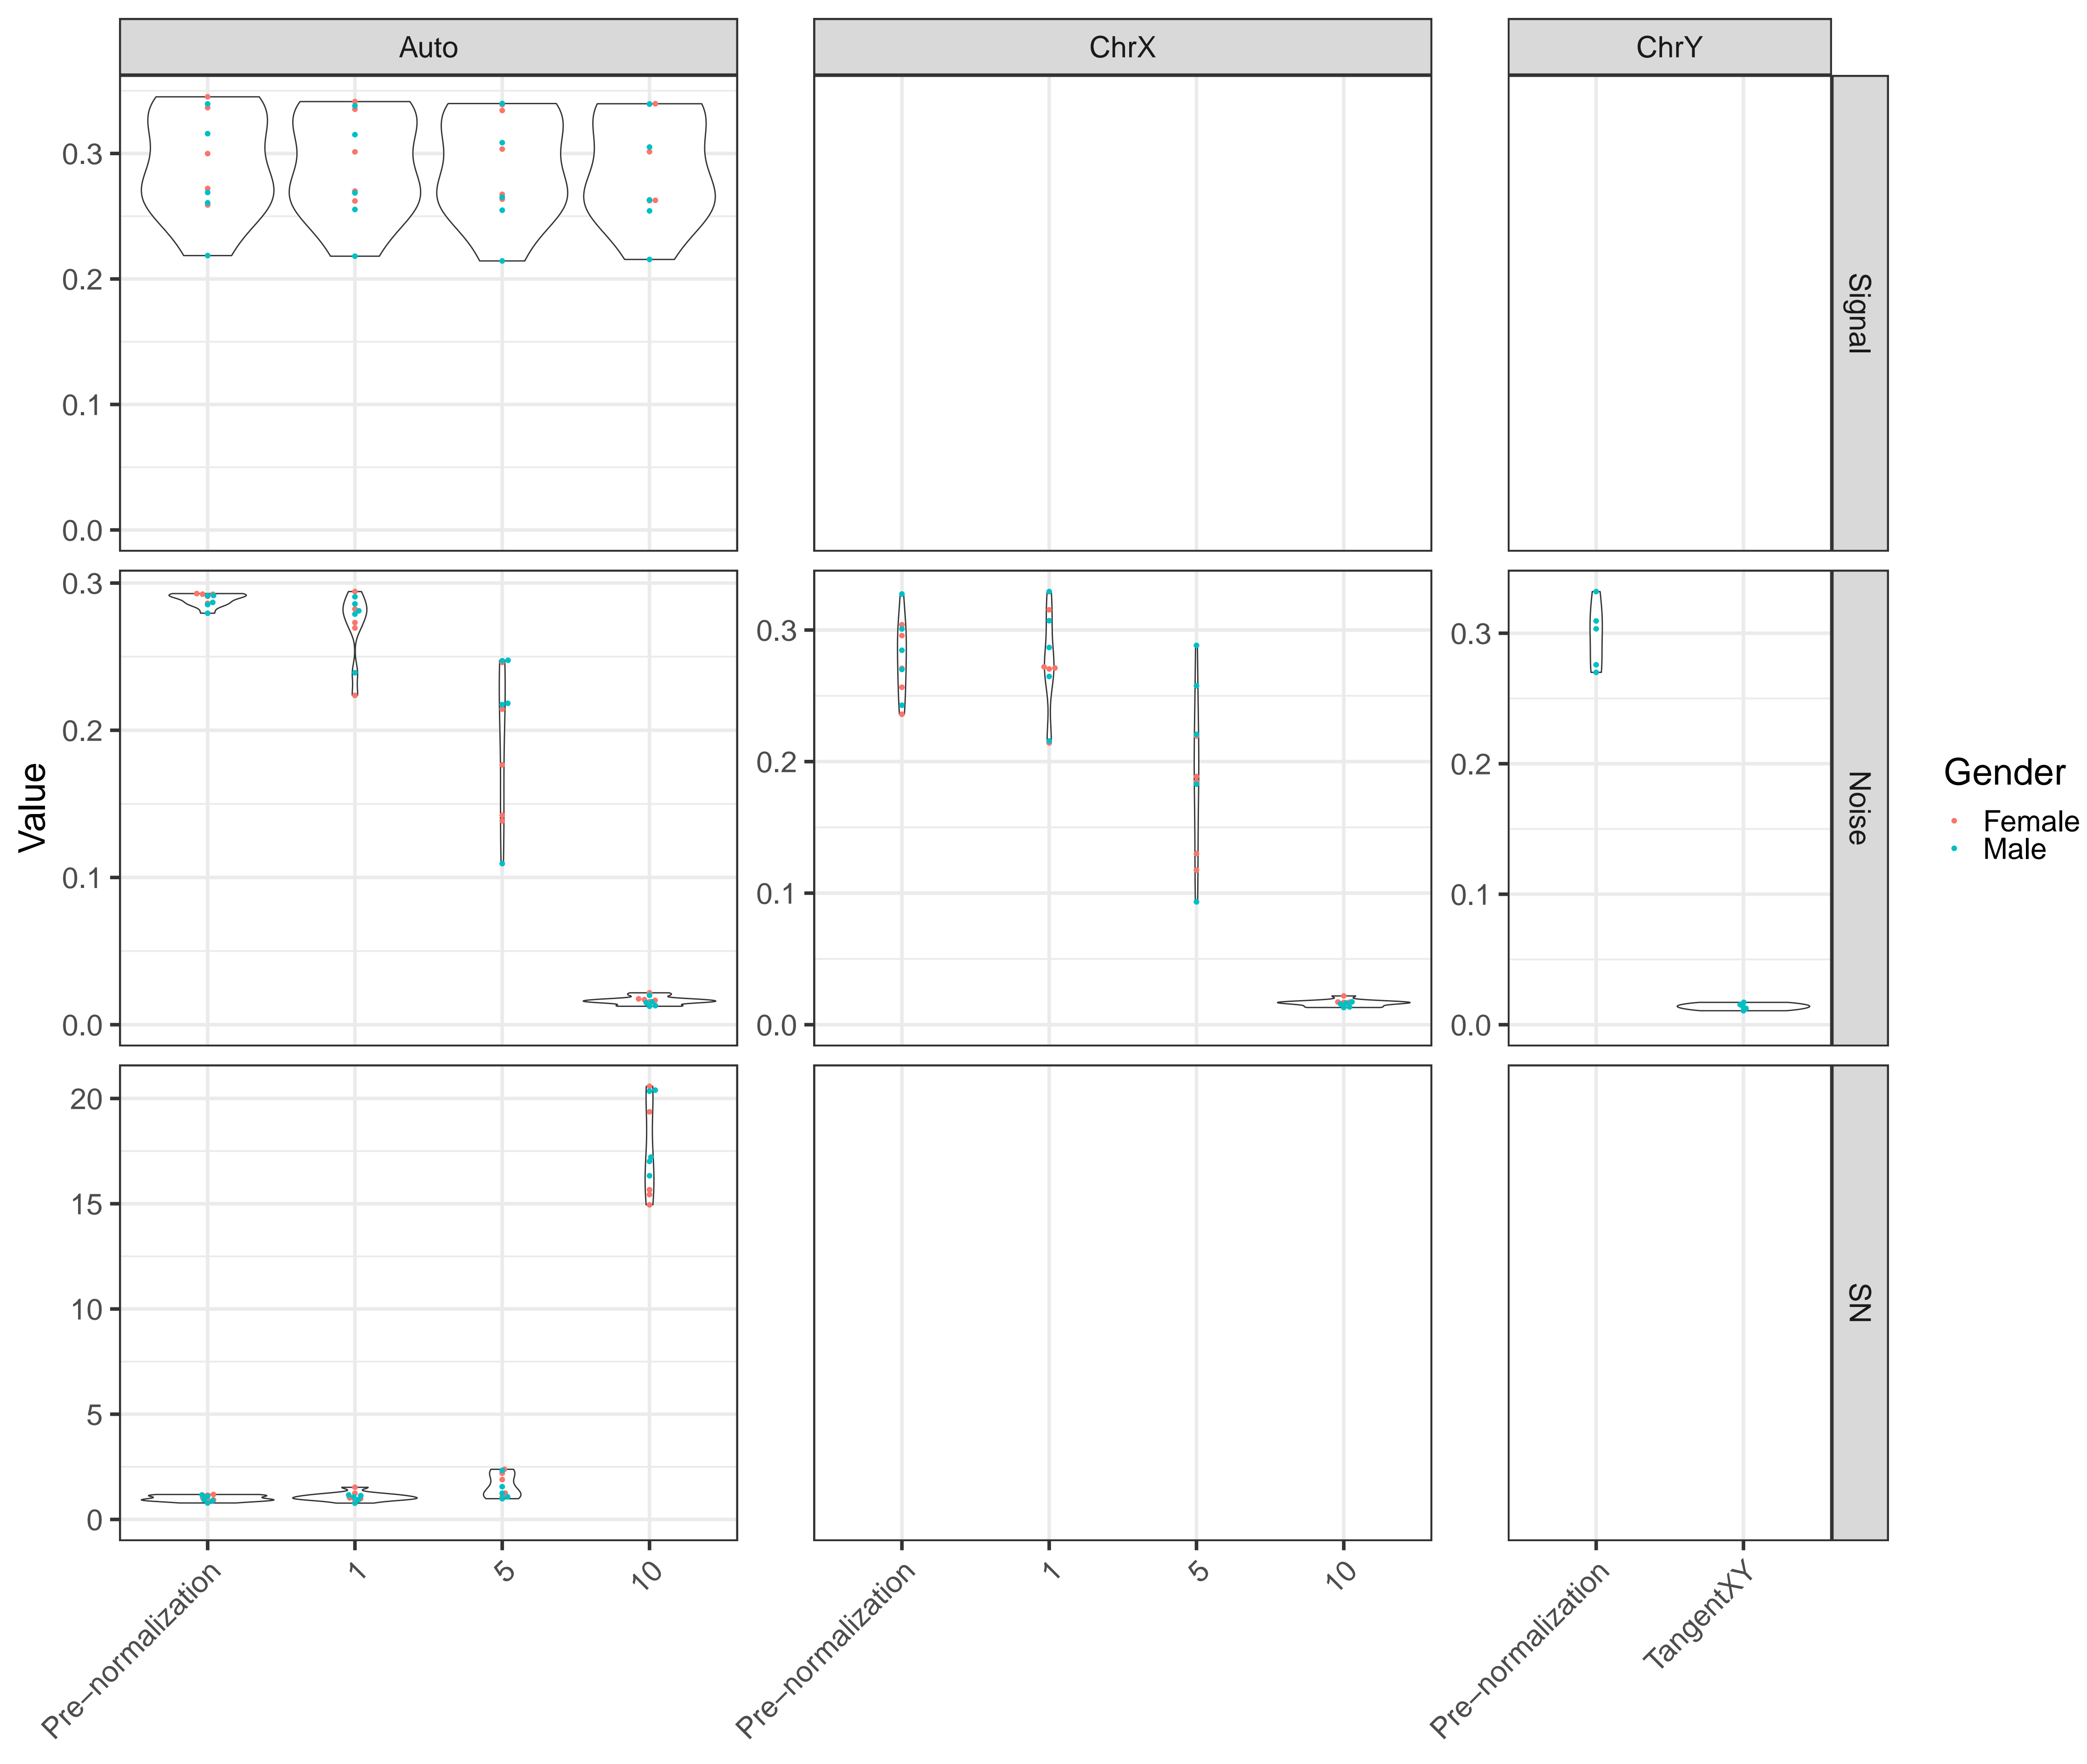 Auto
ChrX
ChrY
0.3
0.2
0.1
0.0
Signal
0.3
0.2
0.1
0.0
0.3
0.2
0.1
0.0
0.3
0.2
0.1
0.0
Noise
Value
Gender
Female
Male
20
15
10
5
0
SN
Pre−normalization
1
5
10
Pre−normalization
1
5
10
Pre−normalization
TangentXY